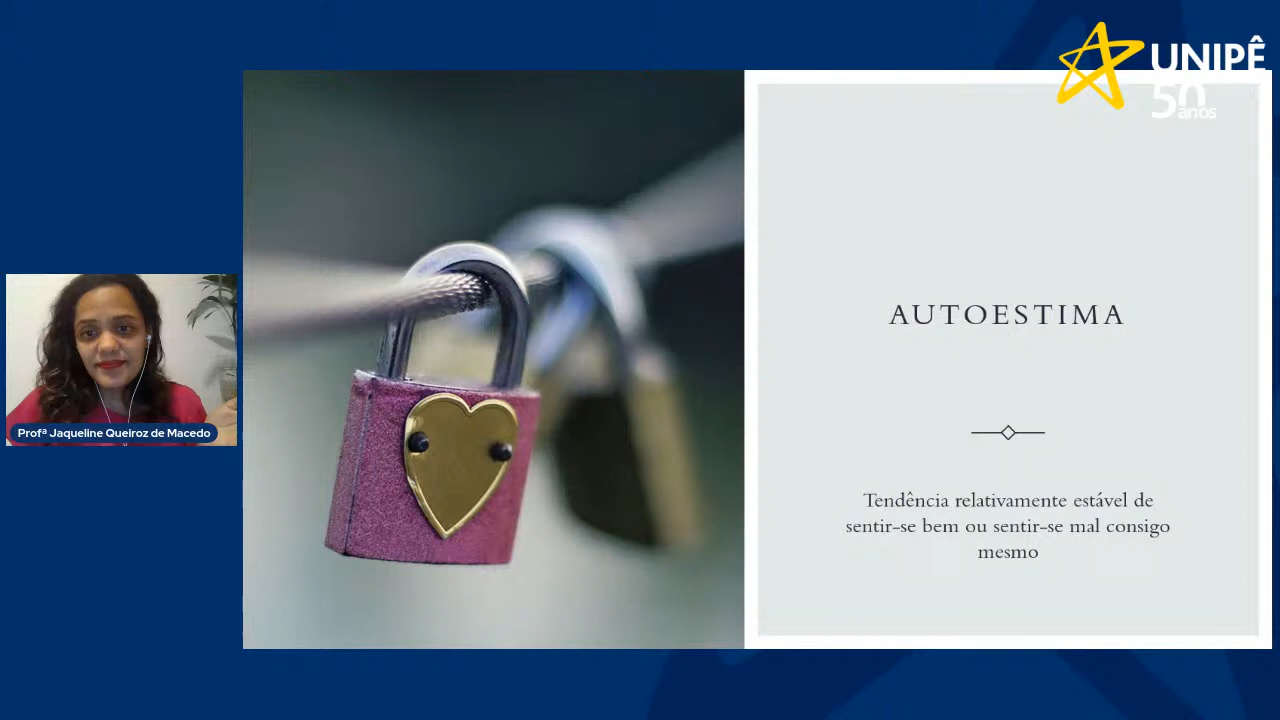 UNIPÊ
50
anos
AUTOESTIMA
Tendência relativamente estável de
sentir-se bem ou sentir-se mal consigo
mesmo
Profª Jaqueline Queiroz de Macedo